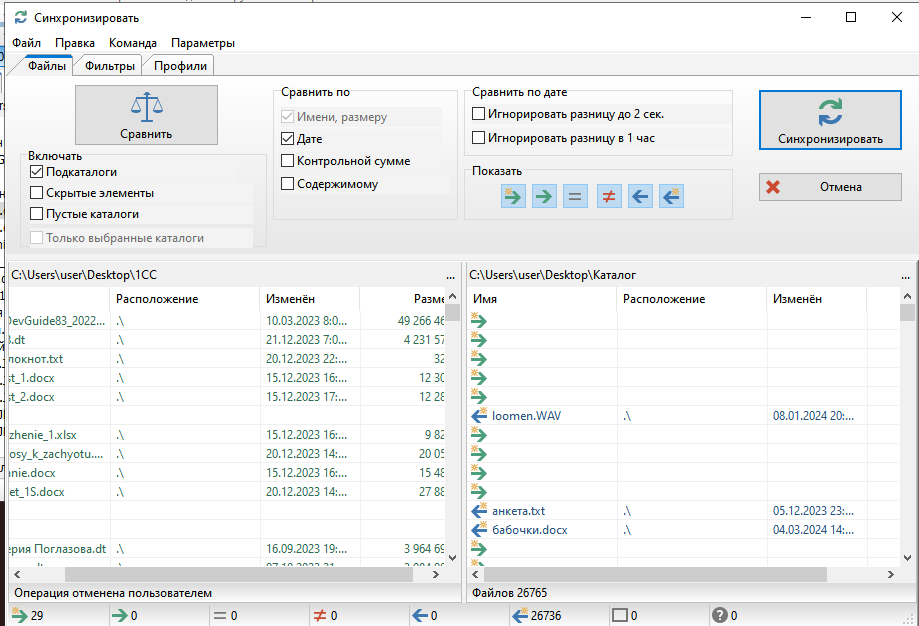 Синхронизировать
Файл Правка Команда Параметры
Файлы Фильтры Профили
Сравнить
Включать
Подкаталоги
Скрытые элементы
Пустые каталоги
Только выбранные каталоги
Сравнить по
Имени, размеру
Дате
Контрольной сумме
Содержимому
Сравнить по дате
Игнорировать разницу до 2 сек.
Игнорировать разницу в 1 час
Показать
Синхронизировать
Отмена
C:\Users\user\Desktop\1CC ...
Расположение Изменён Разме
DevGuide83_2022... .\ 10.03.2023 8:0... 49 266 46
3.dt .\ 21.12.2023 7:0... 4 231 57
локнот.txt .\ 20.12.2023 22:... 32
st_1.docx .\ 15.12.2023 16:... 12 30
st_2.docx .\ 15.12.2023 17:... 12 28
zhenie_1.xlsx .\ 15.12.2023 16:... 9 82
osy_k_zachyotu.... .\ 20.12.2023 14:... 20 05
nie.docx .\ 15.12.2023 16:... 15 48
et_1S.docx .\ 20.12.2023 14:... 27 88
ерия Поглазова.dt .\ 16.09.2023 19:... 3 964 69
Операция отменена пользователем
C:\Users\user\Desktop\Каталог ...
Имя Расположение Изменён
loomen.WAV .\ 08.01.2024 20:...
анкета.txt .\ 05.12.2023 23:...
бабочки.docx .\ 04.03.2024 14:...
Файлов 26765
29 0 0 0 0 26736 0 0